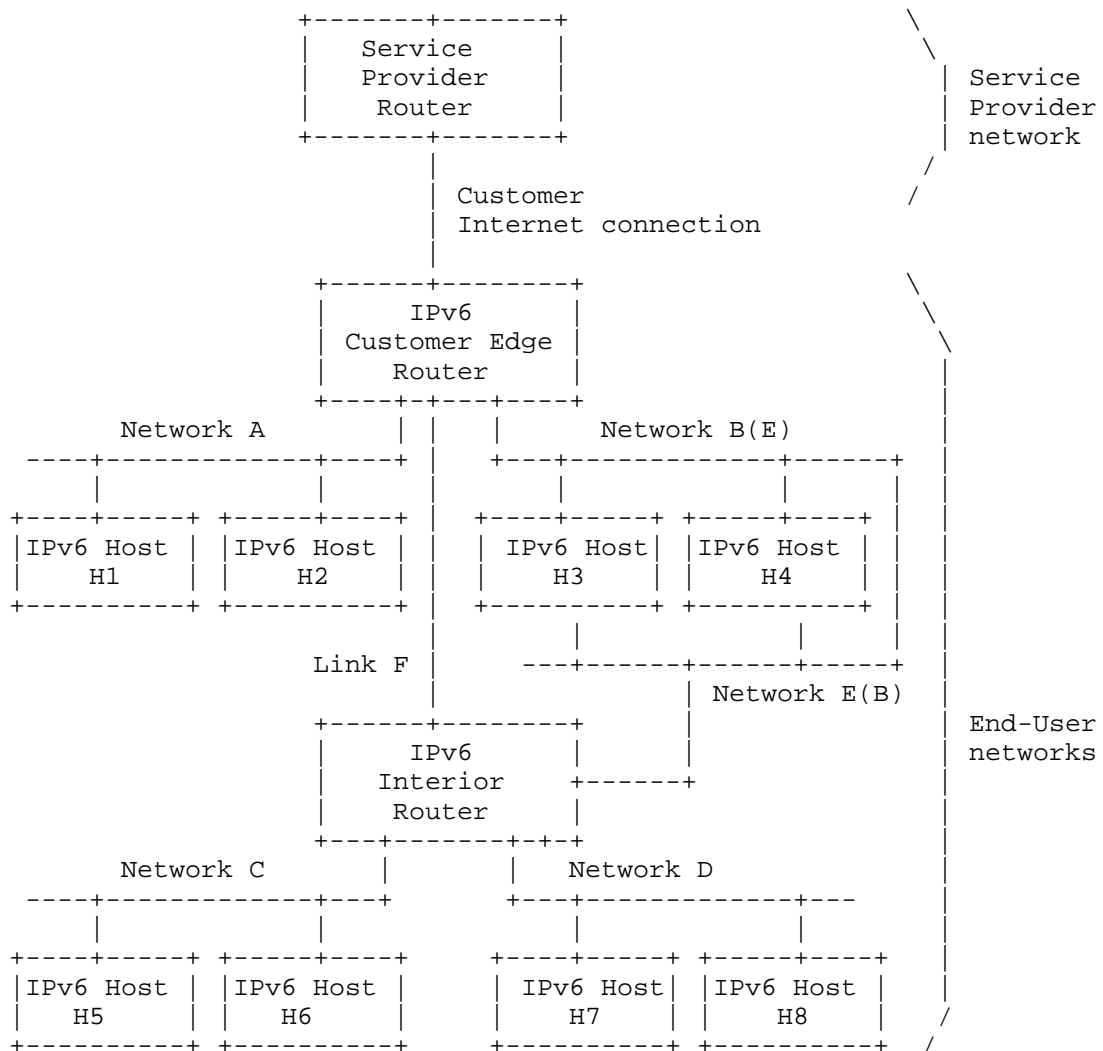 Service
Provider
Router
Service
Provider
network
Customer
Internet connection
IPv6
Customer Edge
Router
Network A
Network B(E)
IPv6 Host
H1
IPv6 Host
H2
IPv6 Host
H3
IPv6 Host
H4
Link F
Network E(B)
End-User
networks
IPv6
Interior
Router
Network C
Network D
IPv6 Host
H5
IPv6 Host
H6
IPv6 Host
H7
IPv6 Host
H8